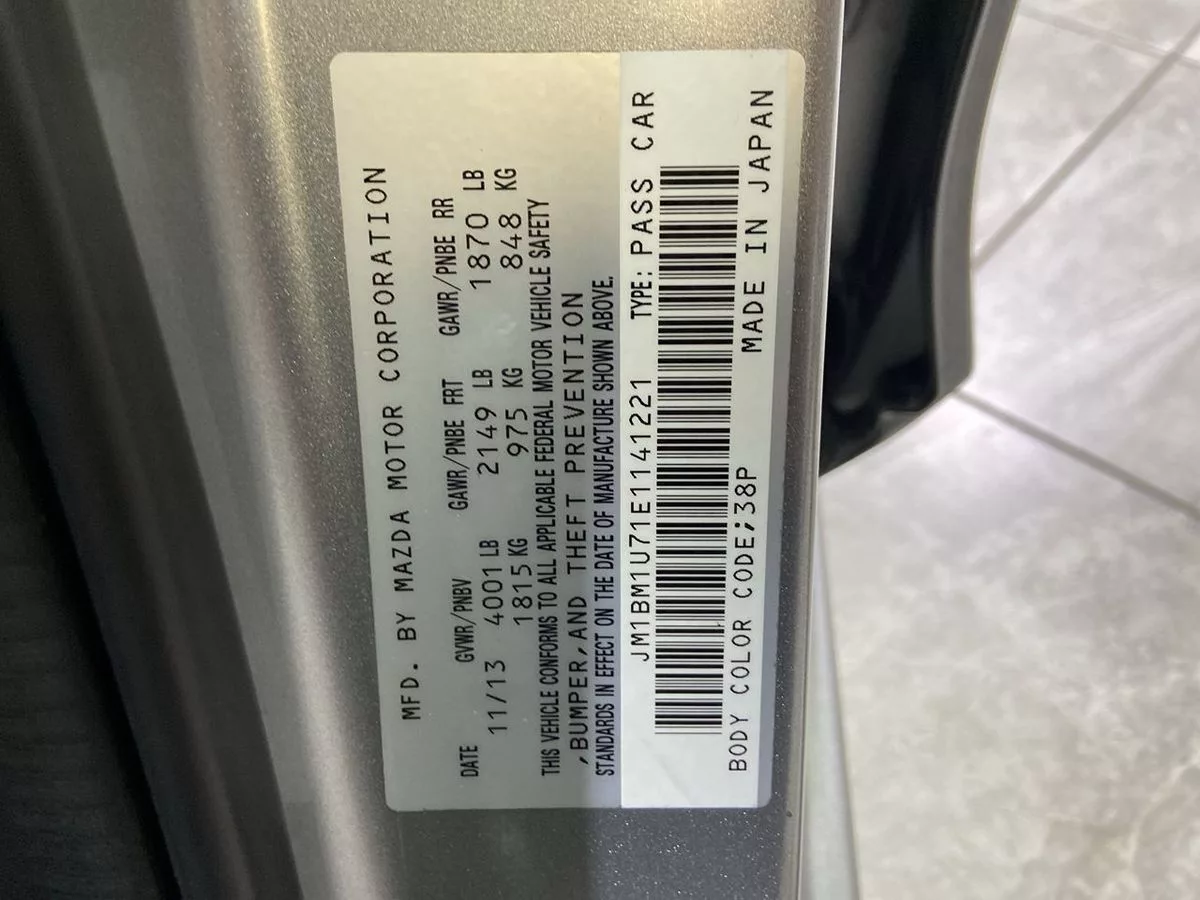 MFD. BY MAZDA MOTOR CORPORATION
DATE GVWR/PNBV GAWR/PNBE FRT GAWR/PNBE RR
11/13 4001 LB 2149 LB 1870 LB
1815 KG 975 KG 848 KG
THIS VEHICLE CONFORMS TO ALL APPLICABLE FEDERAL MOTOR VEHICLE SAFETY
,BUMPER,AND THEFT PREVENTION
STANDARDS IN EFFECT ON THE DATE OF MANUFACTURE SHOWN ABOVE.
JM1BM1U71E1141221 TYPE: PASS CAR
BODY COLOR CODE;38P MADE IN JAPAN